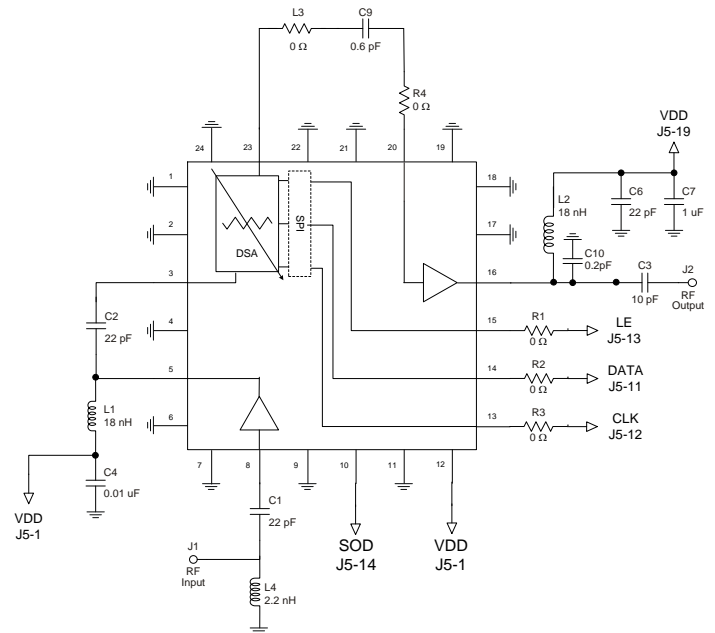 L3
0 Ω
C9
0.6 pF
R4
0 Ω
24
23
22
21
20
19
VDD
J5-19
1
2
3
4
5
6
18
17
16
15
14
13
DSA
SPI
L2
18 nH
C6
22 pF
C7
1 uF
C10
0.2pF
C3
10 pF
J2
RF
Output
R1
0 Ω
LE
J5-13
R2
0 Ω
DATA
J5-11
R3
0 Ω
CLK
J5-12
C2
22 pF
L1
18 nH
C4
0.01 uF
VDD
J5-1
7
8
9
10
11
12
C1
22 pF
J1
RF
Input
L4
2.2 nH
SOD
J5-14
VDD
J5-1